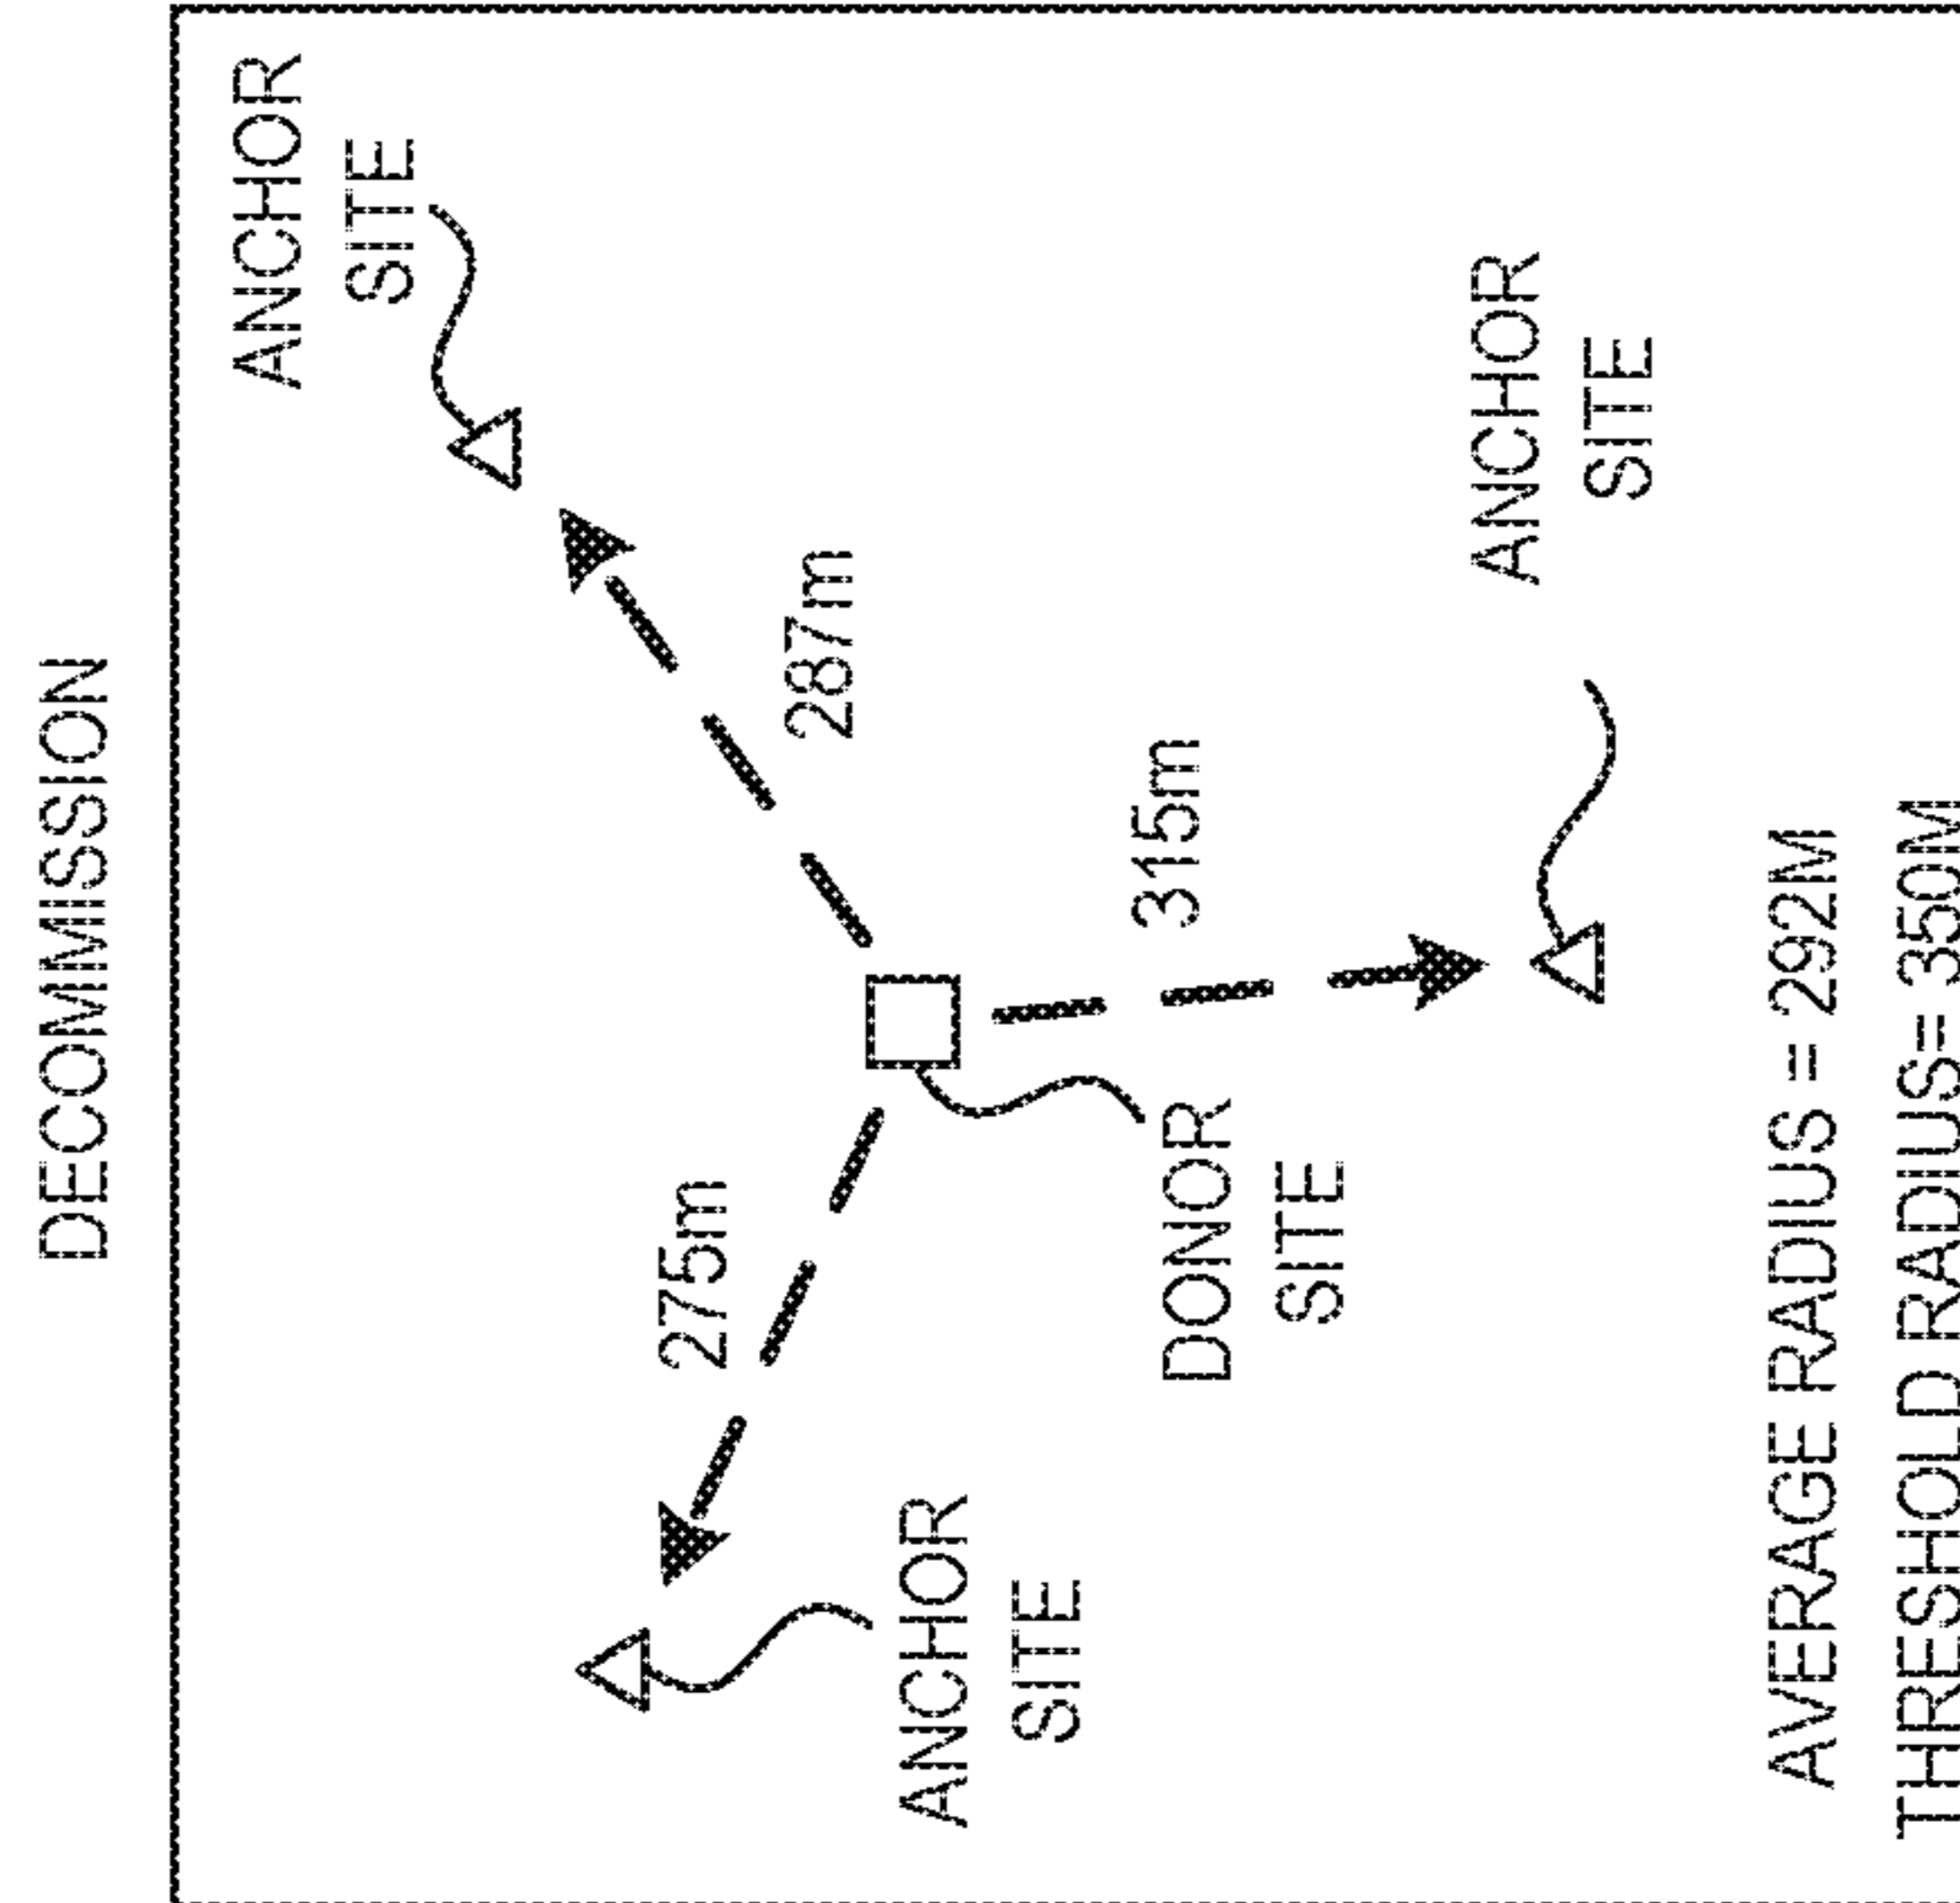 DECOMMISSION
ANCHOR
SITE
287m
275m
ANCHOR
SITE
315m
DONOR
SITE
ANCHOR
SITE
AVERAGE RADIUS = 292M
THRESHOLD RADIUS= 350M